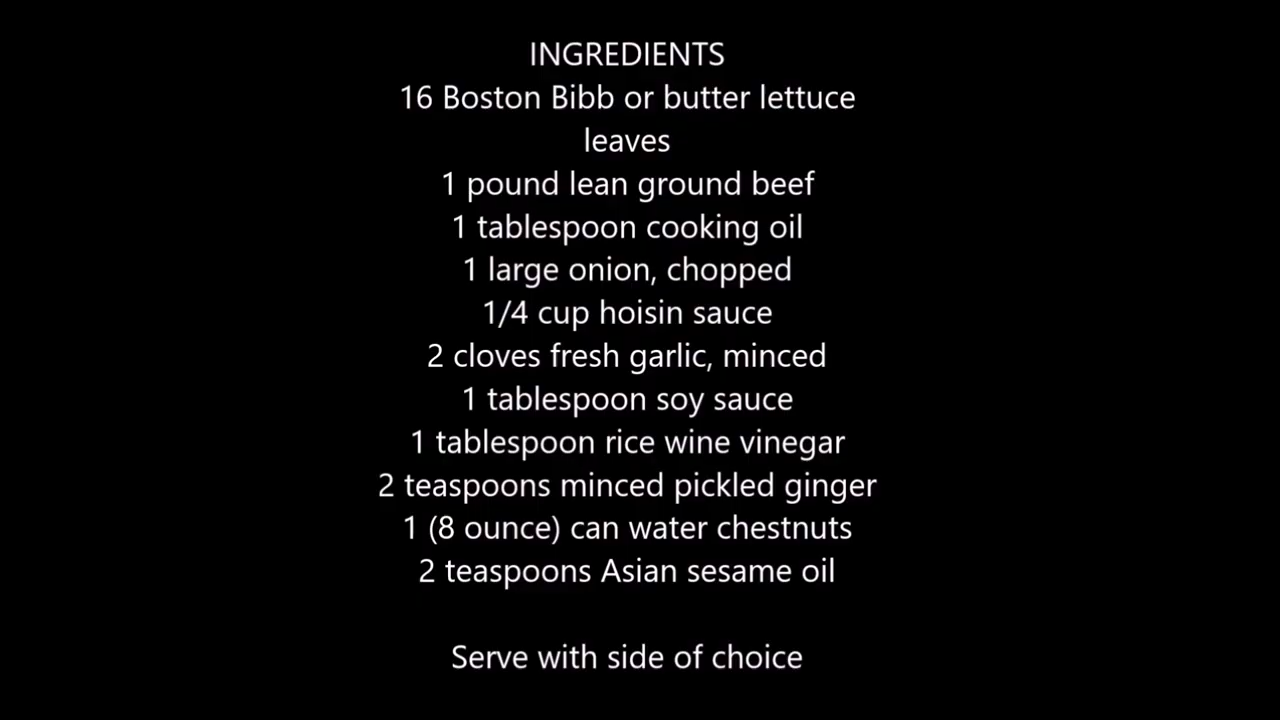 INGREDIENTS
16 Boston Bibb or butter lettuce
leaves
1 pound lean ground beef
1 tablespoon cooking oil
1 large onion, chopped
1/4 cup hoisin sauce
2 cloves fresh garlic, minced
1 tablespoon soy sauce
1 tablespoon rice wine vinegar
2 teaspoons minced pickled ginger
1 (8 ounce) can water chestnuts
2 teaspoons Asian sesame oil
Serve with side of choice